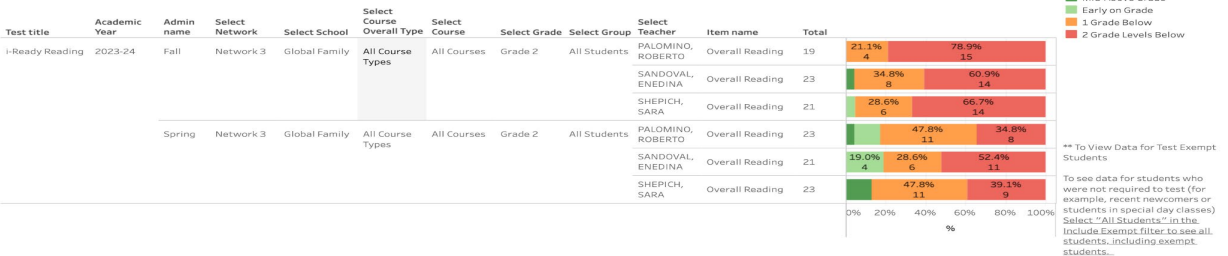 Test title Academic Year Admin name Select Network Select School Select Course Overall Type Select Course Select Grade Select Group Select Teacher Item name Total
i-Ready Reading 2023-24 Fall Network 3 Global Family All Course Types All Courses Grade 2 All Students PALOMINO, ROBERTO Overall Reading 19 21.1% 4 78.9% 15
SANDOVAL, ENEDINA Overall Reading 23 34.8% 8 60.9% 14
SHEPICH, SARA Overall Reading 21 28.6% 6 66.7% 14
Spring Network 3 Global Family All Course Types All Courses Grade 2 All Students PALOMINO, ROBERTO Overall Reading 23 47.8% 11 34.8% 8
SANDOVAL, ENEDINA Overall Reading 21 19.0% 4 28.6% 6 52.4% 11
SHEPICH, SARA Overall Reading 23 47.8% 11 39.1% 9
0% 20% 40% 60% 80% 100%
%
Early on Grade
1 Grade Below
2 Grade Levels Below
** To View Data for Test Exempt
Students
To see data for students who
were not required to test (for
example, recent newcomers or
students in special day classes)
Select "All Students" in the
Include Exempt filter to see all
students, including exempt
students.